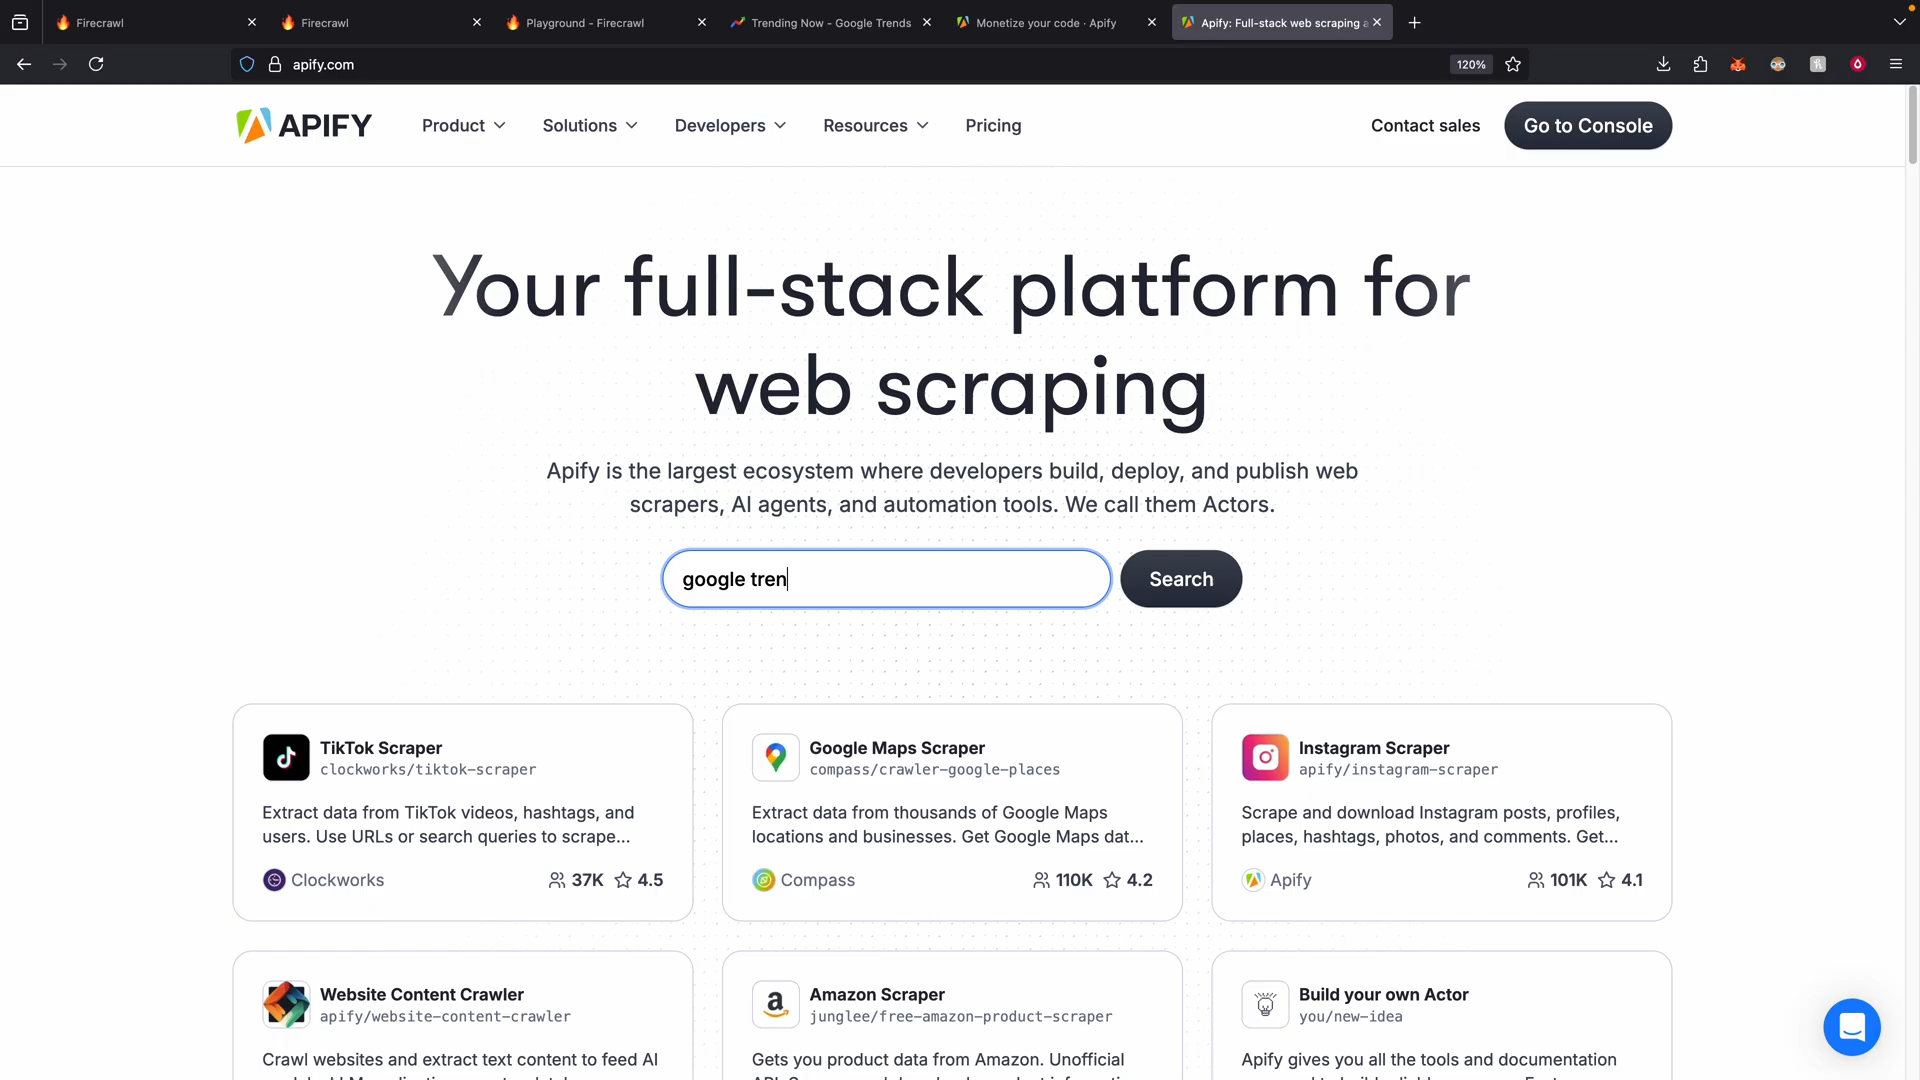 Firecrawl
Firecrawl
Playground - Firecrawl
Trending Now - Google Trends
Monetize your code · Apify
Apify: Full-stack web scraping a
apify.com
120%
APIFY
Product
Solutions
Developers
Resources
Pricing
Contact sales
Go to Console
Your full-stack platform for
web scraping
Apify is the largest ecosystem where developers build, deploy, and publish web
scrapers, AI agents, and automation tools. We call them Actors.
google tren
Search
TikTok Scraper
clockworks/tiktok-scraper
Extract data from TikTok videos, hashtags, and
users. Use URLs or search queries to scrape...
Clockworks
37K
4.5
Google Maps Scraper
compass/crawler-google-places
Extract data from thousands of Google Maps
locations and businesses. Get Google Maps dat...
Compass
110K
4.2
Instagram Scraper
apify/instagram-scraper
Scrape and download Instagram posts, profiles,
places, hashtags, photos, and comments. Get...
Apify
101K
4.1
Website Content Crawler
apify/website-content-crawler
Crawl websites and extract text content to feed AI
Amazon Scraper
junglee/free-amazon-product-scraper
Gets you product data from Amazon. Unofficial
Build your own Actor
you/new-idea
Apify gives you all the tools and documentation